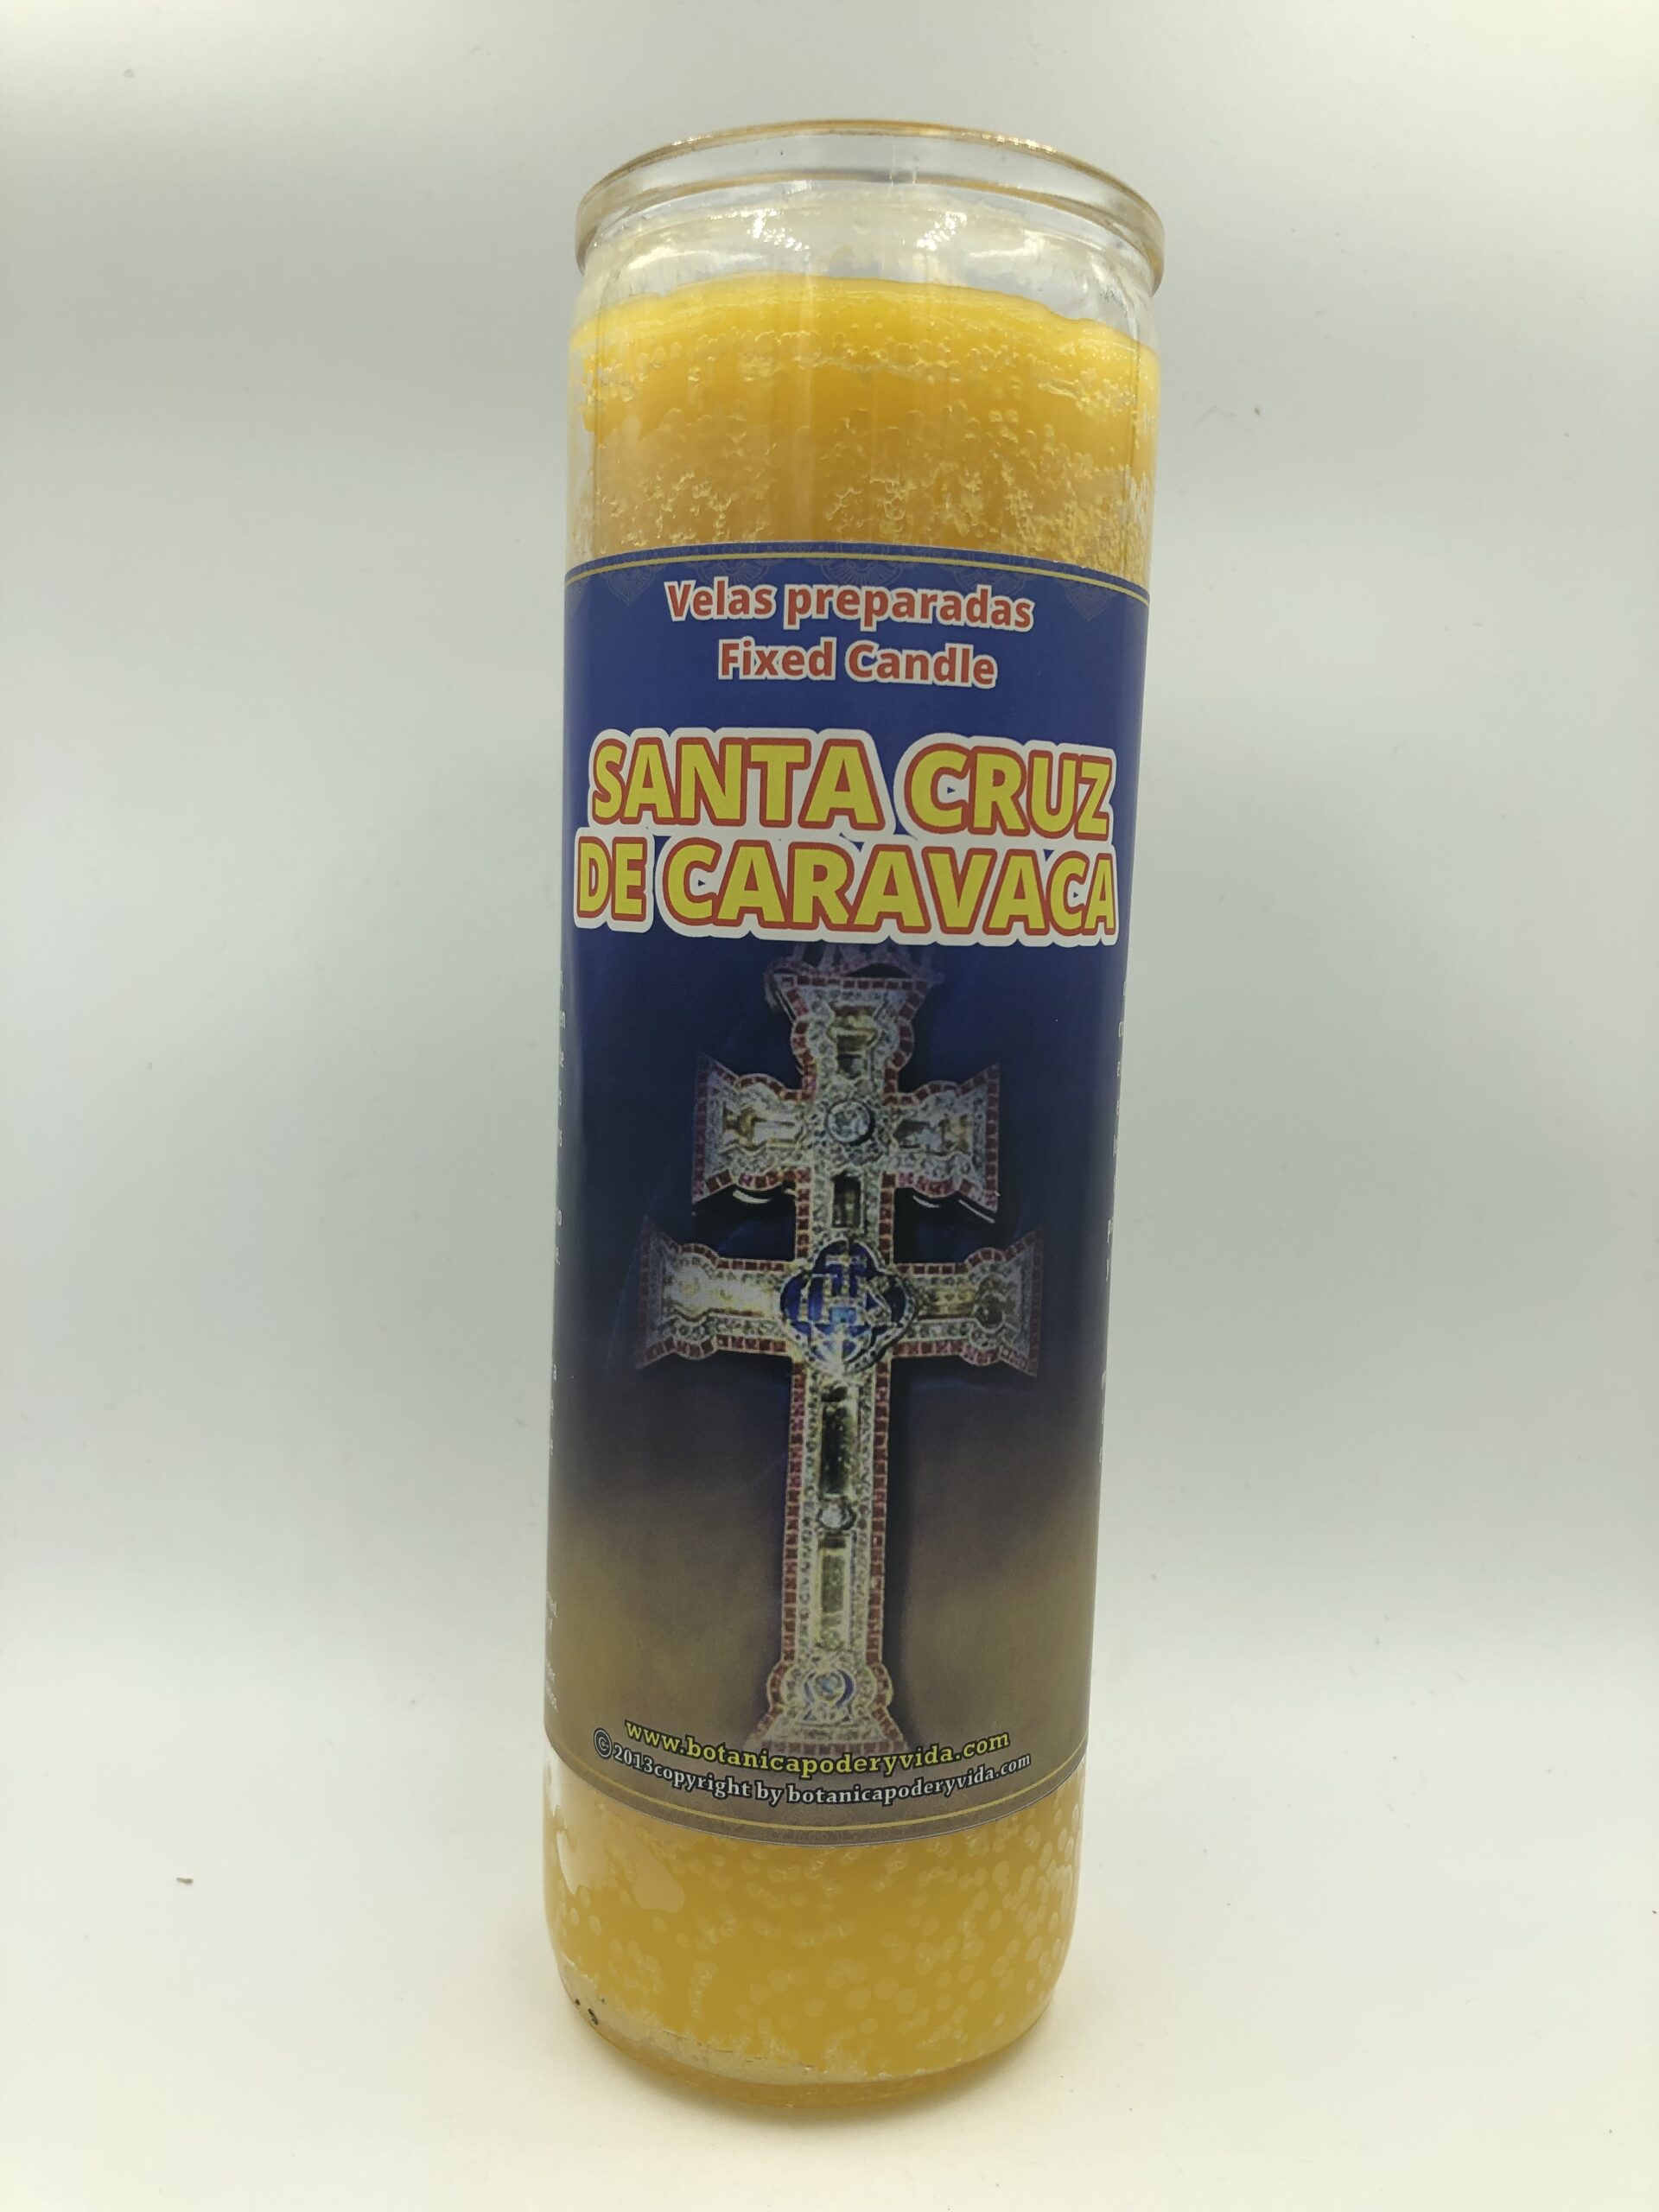 Velas preparadas
Fixed Candle
SANTA CRUZ
DE CARAVACA
www.botanicapoderyvida.com
©2013copyright by botanicapoderyvida.com